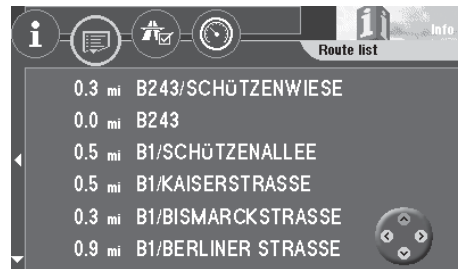 i
Info
Route list
0.3 mi B243/SCHÜTZENWIESE
0.0 mi B243
0.5 mi B1/SCHÜTZENALLEE
0.5 mi B1/KAISERSTRASSE
0.3 mi B1/BISMARCKSTRASSE
0.9 mi B1/BERLINER STRASSE